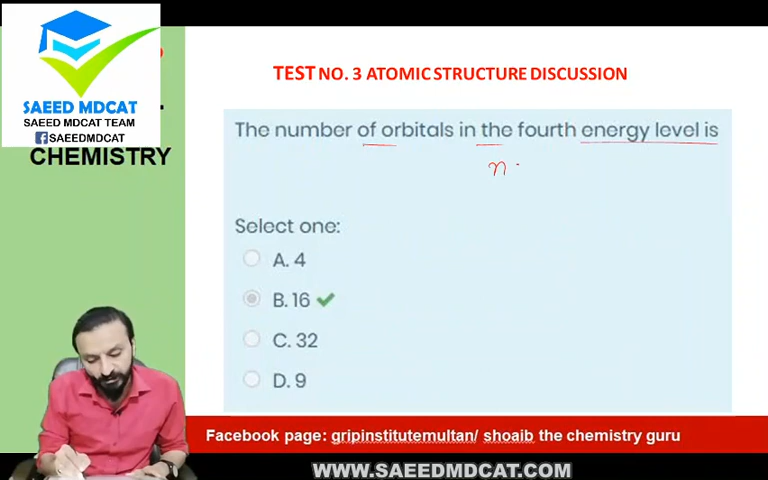 SAEED MDCAT
SAEED MDCAT TEAM
SAEEDMDCAT
CHEMISTRY
TEST NO. 3 ATOMIC STRUCTURE DISCUSSION
The number of orbitals in the fourth energy level is
n
Select one:
A. 4
B. 16
C. 32
D. 9
Facebook page: gripinstitutemultan/ shoaib the chemistry guru
WWW.SAEEDMDCAT.COM